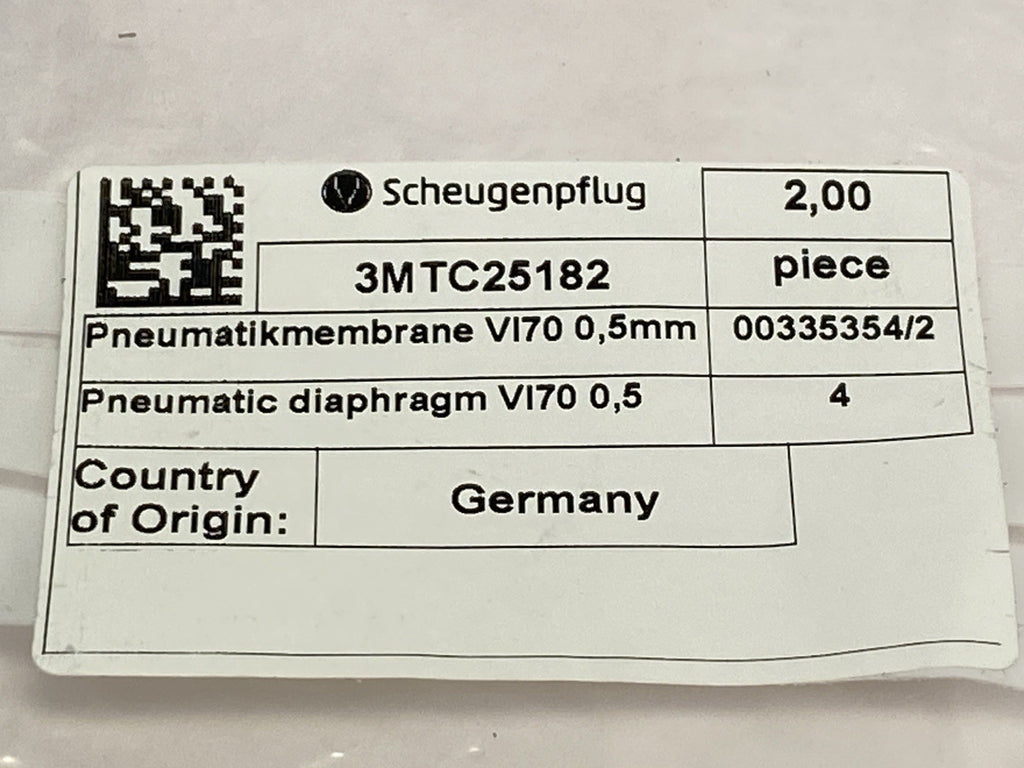 Scheugenpflug
2,00
3MTC25182
piece
Pneumatikmembrane VI70 0,5mm
00335354/2
Pneumatic diaphragm VI70 0,5
4
Country
of Origin:
Germany